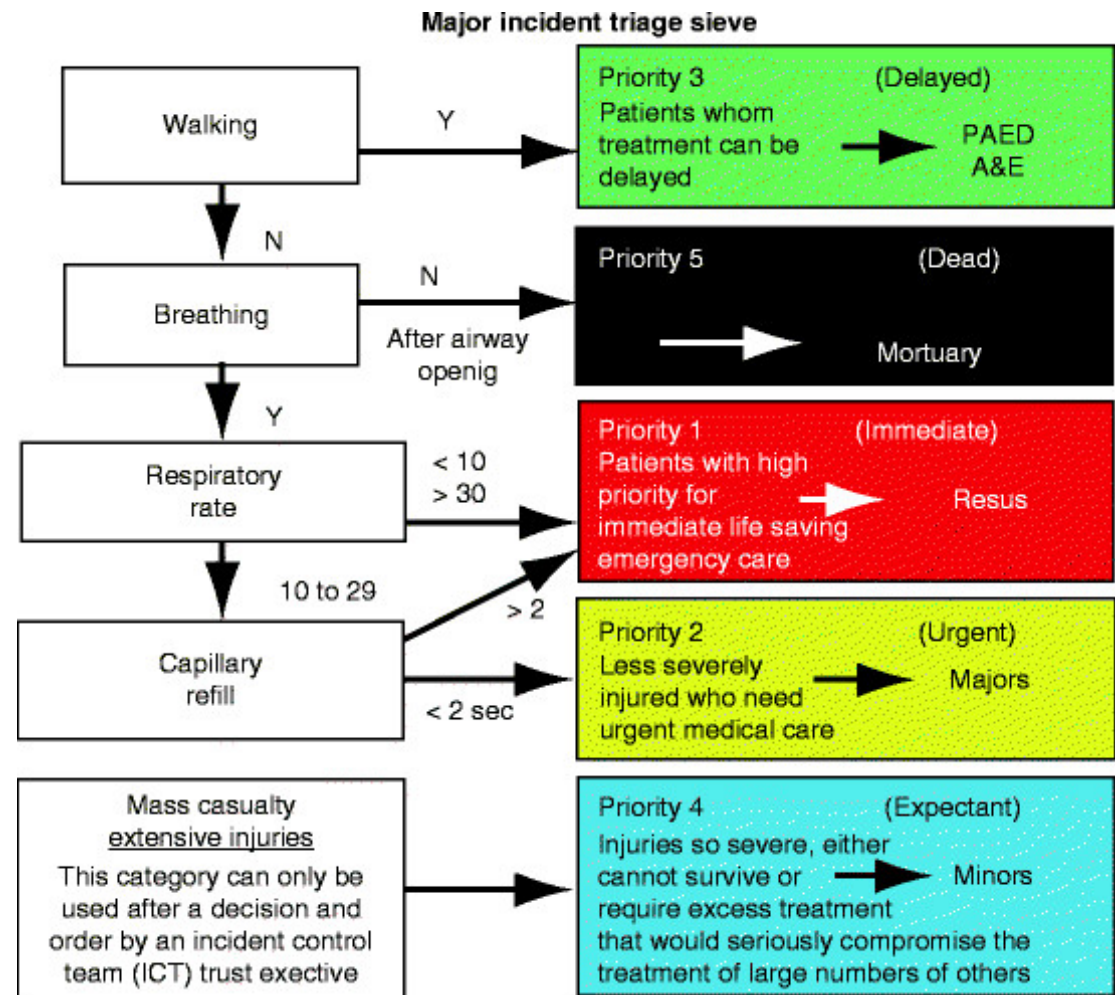 Major incident triage sieve
Walking
Y
Priority 3 (Delayed)
Patients whom
treatment can be
delayed
PAED
A&E
N
Breathing
N
After airway
openig
Priority 5 (Dead)
Mortuary
Y
Respiratory
rate
< 10
> 30
Priority 1 (Immediate)
Patients with high
priority for
immediate life saving
emergency care
Resus
10 to 29
Capillary
refill
> 2
< 2 sec
Priority 2 (Urgent)
Less severely
injured who need
urgent medical care
Majors
Mass casualty
extensive injuries
This category can only be
used after a decision and
order by an incident control
team (ICT) trust exective
Priority 4 (Expectant)
Injuries so severe, either
cannot survive or
require excess treatment
that would seriously compromise the
treatment of large numbers of others
Minors